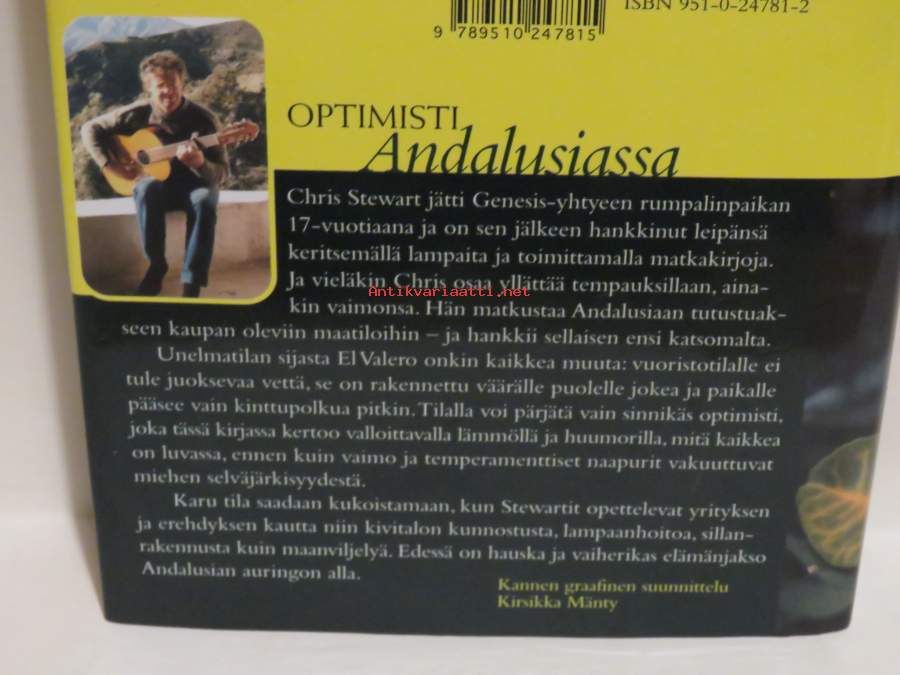 ISBN 951-0-24781-2
9 789510 247815
OPTIMISTI
Andalusiassa
Chris Stewart jätti Genesis-yhtyeen rumpalinpaikan
17-vuotiaana ja on sen jälkeen hankkinut leipänsä
keritsemällä lampaita ja toimittamalla matkakirjoja.
Ja vieläkin Chris osaa yllättää tempauksillaan, aina-
Antikvariaatti.net
kin vaimonsa. Hän matkustaa Andalusiaan tutustuak-
seen kaupan oleviin maatiloihin – ja hankkii sellaisen ensi katsomalta.
Unelmatilan sijasta El Valero onkin kaikkea muuta: vuoristotilalle ei
tule juoksevaa vettä, se on rakennettu väärälle puolelle jokea ja paikalle
pääsee vain kinttupolkua pitkin. Tilalla voi pärjätä vain sinnikäs optimisti,
joka tässä kirjassa kertoo valloittavalla lämmöllä ja huumorilla, mitä kaikkea
on luvassa, ennen kuin vaimo ja temperamenttiset naapurit vakuuttuvat
miehen selväjärkisyydestä.
Karu tila saadaan kukoistamaan, kun Stewartit opettelevat yrityksen
ja erehdyksen kautta niin kivitalon kunnostusta, lampaanhoitoa, sillan-
rakennusta kuin maanviljelyä. Edessä on hauska ja vaiherikas elämänjakso
Andalusian auringon alla.
Kannen graafinen suunnittelu
Kirsikka Mänty